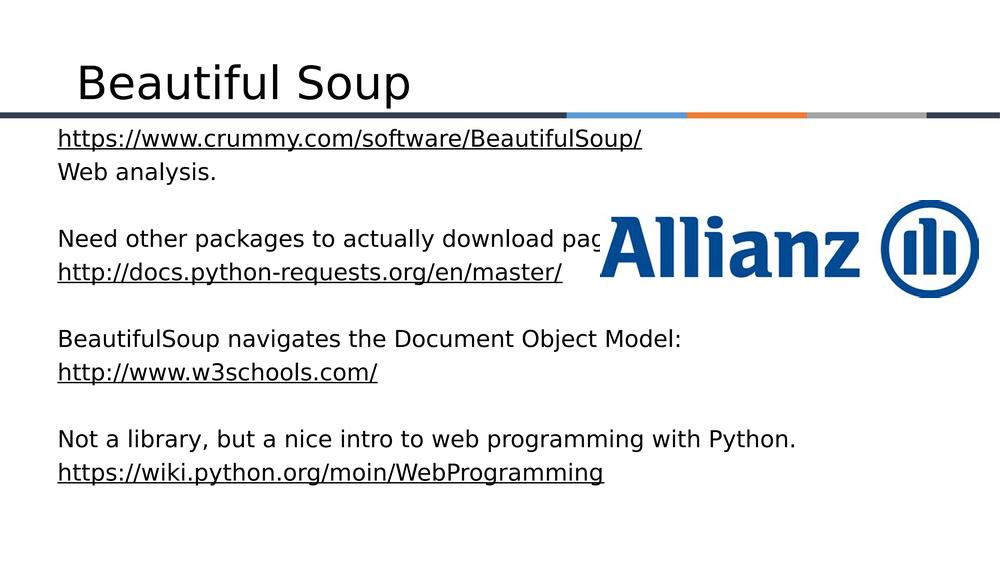 Beautiful Soup
https://www.crummy.com/software/BeautifulSoup/
Web analysis.
Need other packages to actually download
Allianz
http://docs.python-requests.org/en/master/
BeautifulSoup navigates the Document Object Model:
http://www.w3schools.com/
Not a library, but a nice intro to web programming with Python.
https://wiki.python.org/moin/WebProgramming